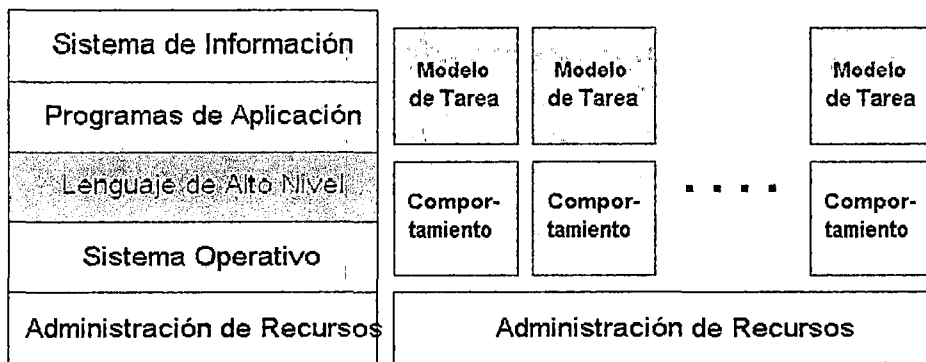 Sistema de Información
Programas de Aplicación
Lenguaje de Alto Nivel
Sistema Operativo
Administración de Recursos
Modelo
de Tarea
Modelo
de Tarea
Modelo
de Tarea
Compor-
tamiento
Compor-
tamiento
. . . .
Compor-
tamiento
Administración de Recursos